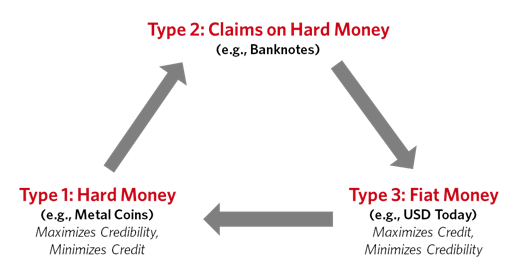 Type 2: Claims on Hard Money
(e.g., Banknotes)
Type 1: Hard Money
(e.g., Metal Coins)
Maximizes Credibility,
Minimizes Credit
Type 3: Fiat Money
(e.g., USD Today)
Maximizes Credit,
Minimizes Credibility